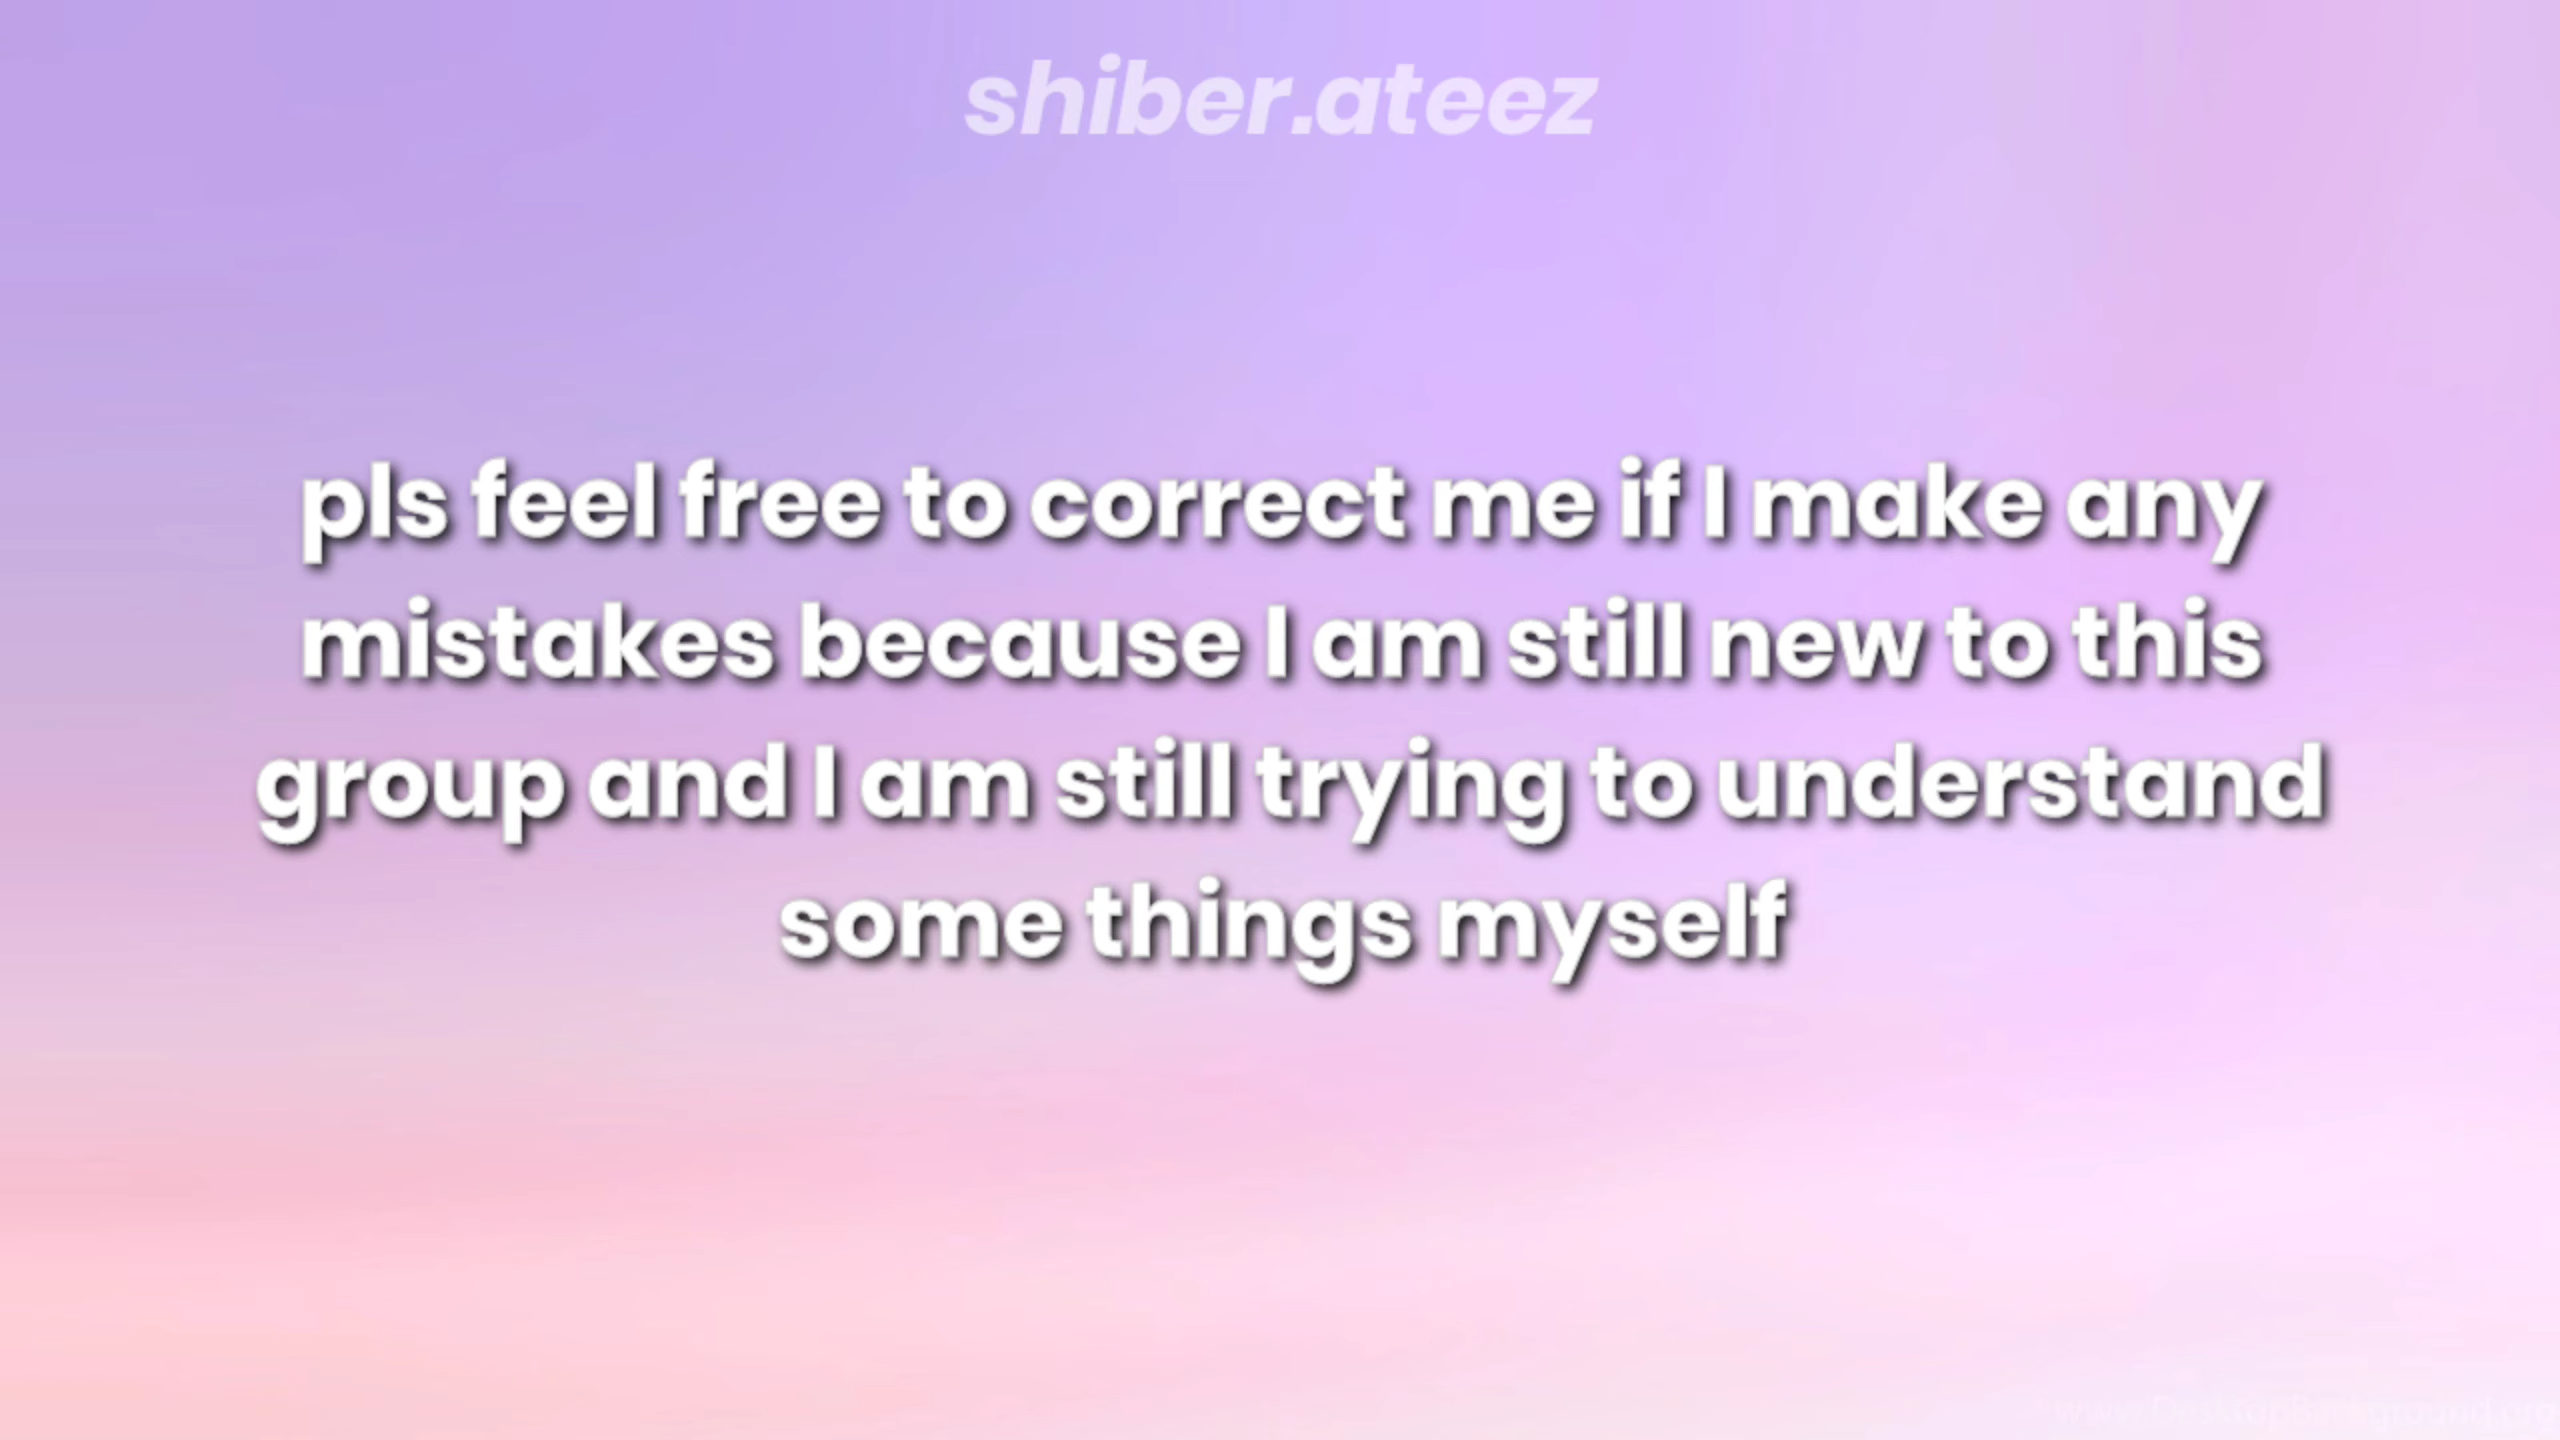 shiber.ateez
pls feel free to correct me if I make any
mistakes because I am still new to this
group and I am still trying to understand
some things myself